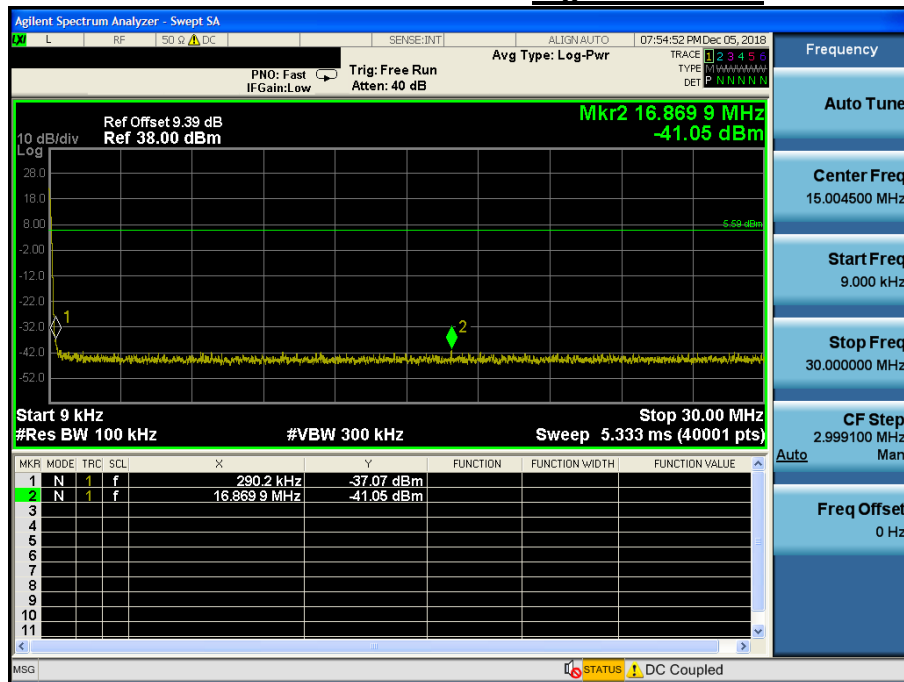 Agilent Spectrum Analyzer - Swept SA
LXI L RF 50 Ω DC SENSE:INT ALIGN AUTO 07:54:52 PM Dec 05, 2018
PNO: Fast
IFGain:Low
Trig: Free Run
Atten: 40 dB
Avg Type: Log-Pwr
TRACE 1 2 3 4 5 6
TYPE M W W W W W
DET P N N N N N
Mkr2 16.869 9 MHz
-41.05 dBm
Ref Offset 9.39 dB
10 dB/div Ref 38.00 dBm
Log
28.0
18.0
8.00
5.59 dBm
-2.00
-12.0
-22.0
-32.0
1
2
-42.0
-52.0
Start 9 kHz Stop 30.00 MHz
#Res BW 100 kHz #VBW 300 kHz Sweep 5.333 ms (40001 pts)
MKR MODE TRC SCL X Y FUNCTION FUNCTION WIDTH FUNCTION VALUE
1 N 1 f 290.2 kHz -37.07 dBm
2 N 1 f 16.869 9 MHz -41.05 dBm
3
4
5
6
7
8
9
10
11
MSG STATUS DC Coupled
Frequency
Auto Tune
Center Freq
15.004500 MHz
Start Freq
9.000 kHz
Stop Freq
30.000000 MHz
CF Step
2.999100 MHz
Auto Man
Freq Offset
0 Hz